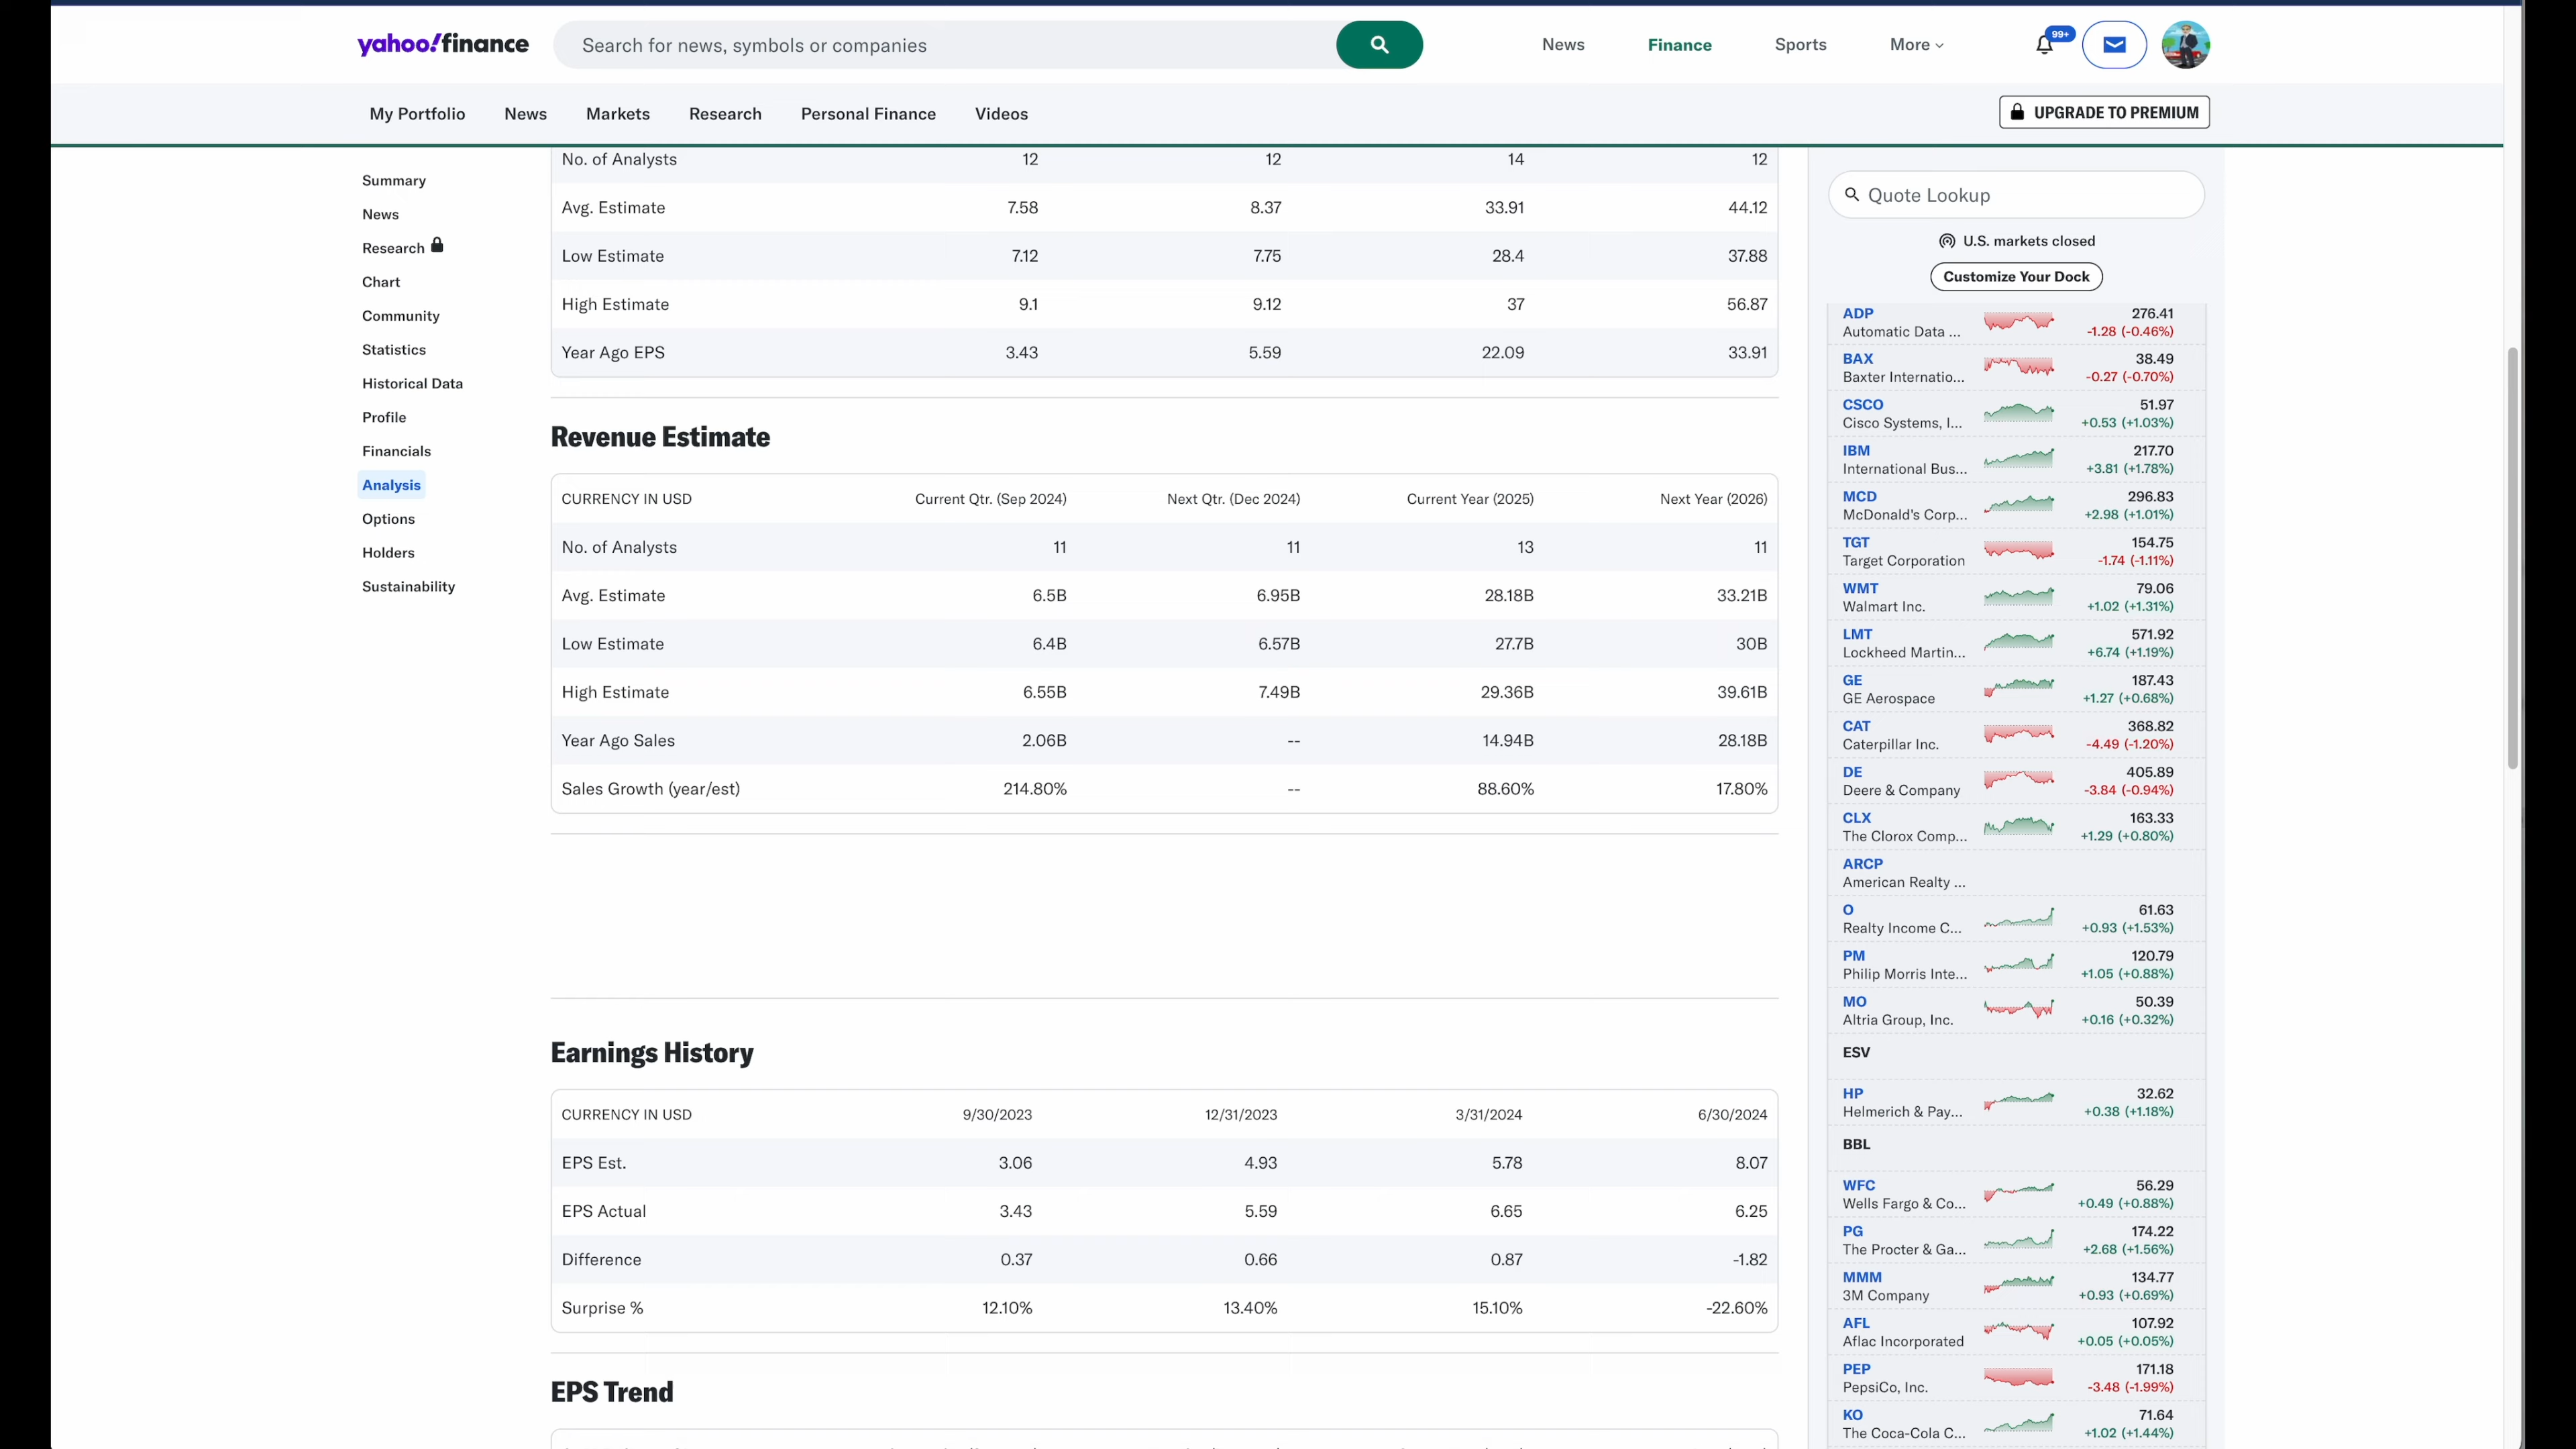 yahoo!finance
Search for news, symbols or companies
News Finance Sports More
99+
My Portfolio News Markets Research Personal Finance Videos
UPGRADE TO PREMIUM
Summary
News
Research
Chart
Community
Statistics
Historical Data
Profile
Financials
Analysis
Options
Holders
Sustainability
No. of Analysts 12 12 14 12
Avg. Estimate 7.58 8.37 33.91 44.12
Low Estimate 7.12 7.75 28.4 37.88
High Estimate 9.1 9.12 37 56.87
Year Ago EPS 3.43 5.59 22.09 33.91
Revenue Estimate
CURRENCY IN USD Current Qtr. (Sep 2024) Next Qtr. (Dec 2024) Current Year (2025) Next Year (2026)
No. of Analysts 11 11 13 11
Avg. Estimate 6.5B 6.95B 28.18B 33.21B
Low Estimate 6.4B 6.57B 27.7B 30B
High Estimate 6.55B 7.49B 29.36B 39.61B
Year Ago Sales 2.06B -- 14.94B 28.18B
Sales Growth (year/est) 214.80% -- 88.60% 17.80%
Earnings History
CURRENCY IN USD 9/30/2023 12/31/2023 3/31/2024 6/30/2024
EPS Est. 3.06 4.93 5.78 8.07
EPS Actual 3.43 5.59 6.65 6.25
Difference 0.37 0.66 0.87 -1.82
Surprise % 12.10% 13.40% 15.10% -22.60%
EPS Trend
Quote Lookup
U.S. markets closed
Customize Your Dock
ADP 276.41
Automatic Data ... -1.28 (-0.46%)
BAX 38.49
Baxter Internatio... -0.27 (-0.70%)
CSCO 51.97
Cisco Systems, I... +0.53 (+1.03%)
IBM 217.70
International Bus... +3.81 (+1.78%)
MCD 296.83
McDonald's Corp... +2.98 (+1.01%)
TGT 154.75
Target Corporation -1.74 (-1.11%)
WMT 79.06
Walmart Inc. +1.02 (+1.31%)
LMT 571.92
Lockheed Martin... +6.74 (+1.19%)
GE 187.43
GE Aerospace +1.27 (+0.68%)
CAT 368.82
Caterpillar Inc. -4.49 (-1.20%)
DE 405.89
Deere & Company -3.84 (-0.94%)
CLX 163.33
The Clorox Comp... +1.29 (+0.80%)
ARCP
American Realty ...
O 61.63
Realty Income C... +0.93 (+1.53%)
PM 120.79
Philip Morris Inte... +1.05 (+0.88%)
MO 50.39
Altria Group, Inc. +0.16 (+0.32%)
ESV
HP 32.62
Helmerich & Pay... +0.38 (+1.18%)
BBL
WFC 56.29
Wells Fargo & Co... +0.49 (+0.88%)
PG 174.22
The Procter & Ga... +2.68 (+1.56%)
MMM 134.77
3M Company +0.93 (+0.69%)
AFL 107.92
Aflac Incorporated +0.05 (+0.05%)
PEP 171.18
PepsiCo, Inc. -3.48 (-1.99%)
KO 71.64
The Coca-Cola C... +1.02 (+1.44%)